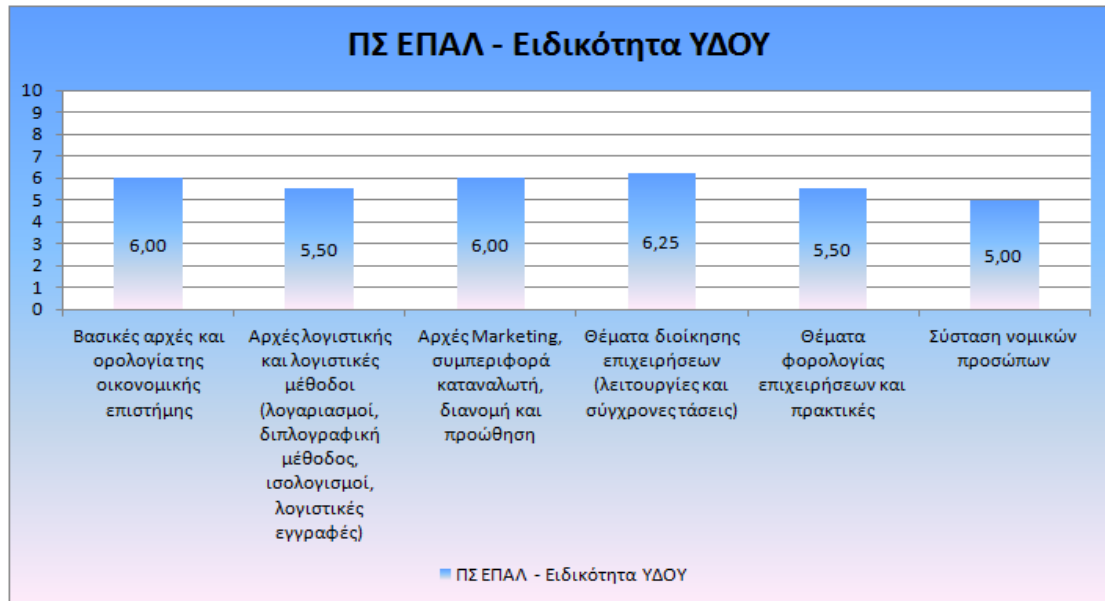 ΠΣ ΕΠΑΛ - Ειδικότητα ΥΔΟΥ
10
9
8
7
6
5
4
3
2
1
0
6,00
5,50
6,00
6,25
5,50
5,00
Βασικές αρχές και
ορολογία της
οικονομικής
επιστήμης
Αρχές λογιστικής
και λογιστικές
μέθοδοι
(λογαριασμοί,
διπλογραφική
μέθοδος,
ισολογισμοί,
λογιστικές
εγγραφές)
Αρχές Marketing,
συμπεριφορά
καταναλωτή,
διανομή και
προώθηση
Θέματα διοίκησης
επιχειρήσεων
(λειτουργίες και
σύγχρονες τάσεις)
Θέματα
φορολογίας
επιχειρήσεων και
πρακτικές
Σύσταση νομικών
προσώπων
ΠΣ ΕΠΑΛ - Ειδικότητα ΥΔΟΥ